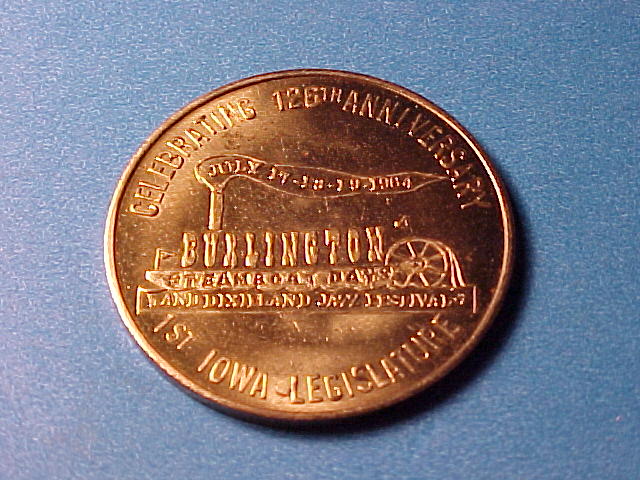 CELEBRATING 126TH ANNIVERSARY
JULY 17-18-19-1964
BURLINGTON
STEAMBOAT DAYS
AND DIXIELAND JAZZ FESTIVAL
1ST IOWA LEGISLATURE